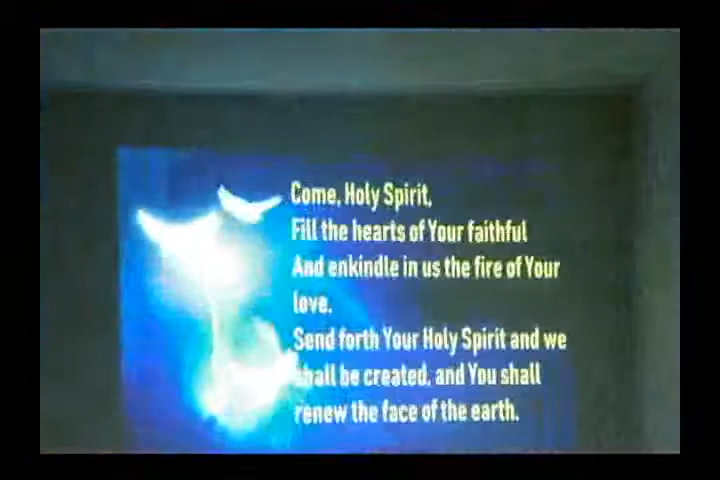 Come, Holy Spirit,
Fill the hearts of Your faithful
And enkindle in us the fire of Your
love.
Send forth Your Holy Spirit and we
shall be created, and You shall
renew the face of the earth.